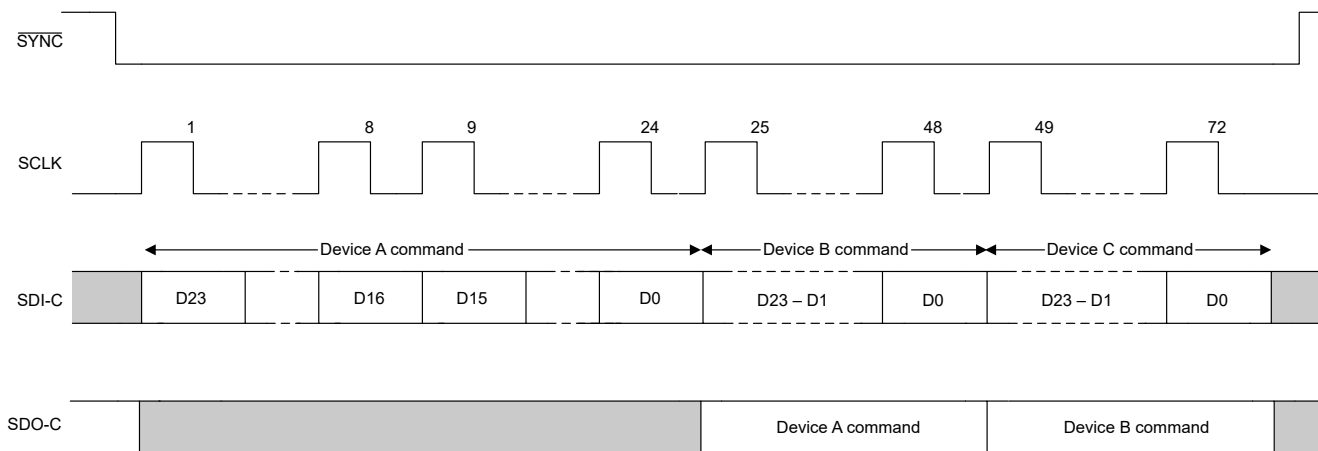 SYNC
1 8 9 24 25 48 49 72
SCLK
Device A command Device B command Device C command
SDI-C D23 D16 D15 D0 D23 – D1 D0 D23 – D1 D0
SDO-C Device A command Device B command